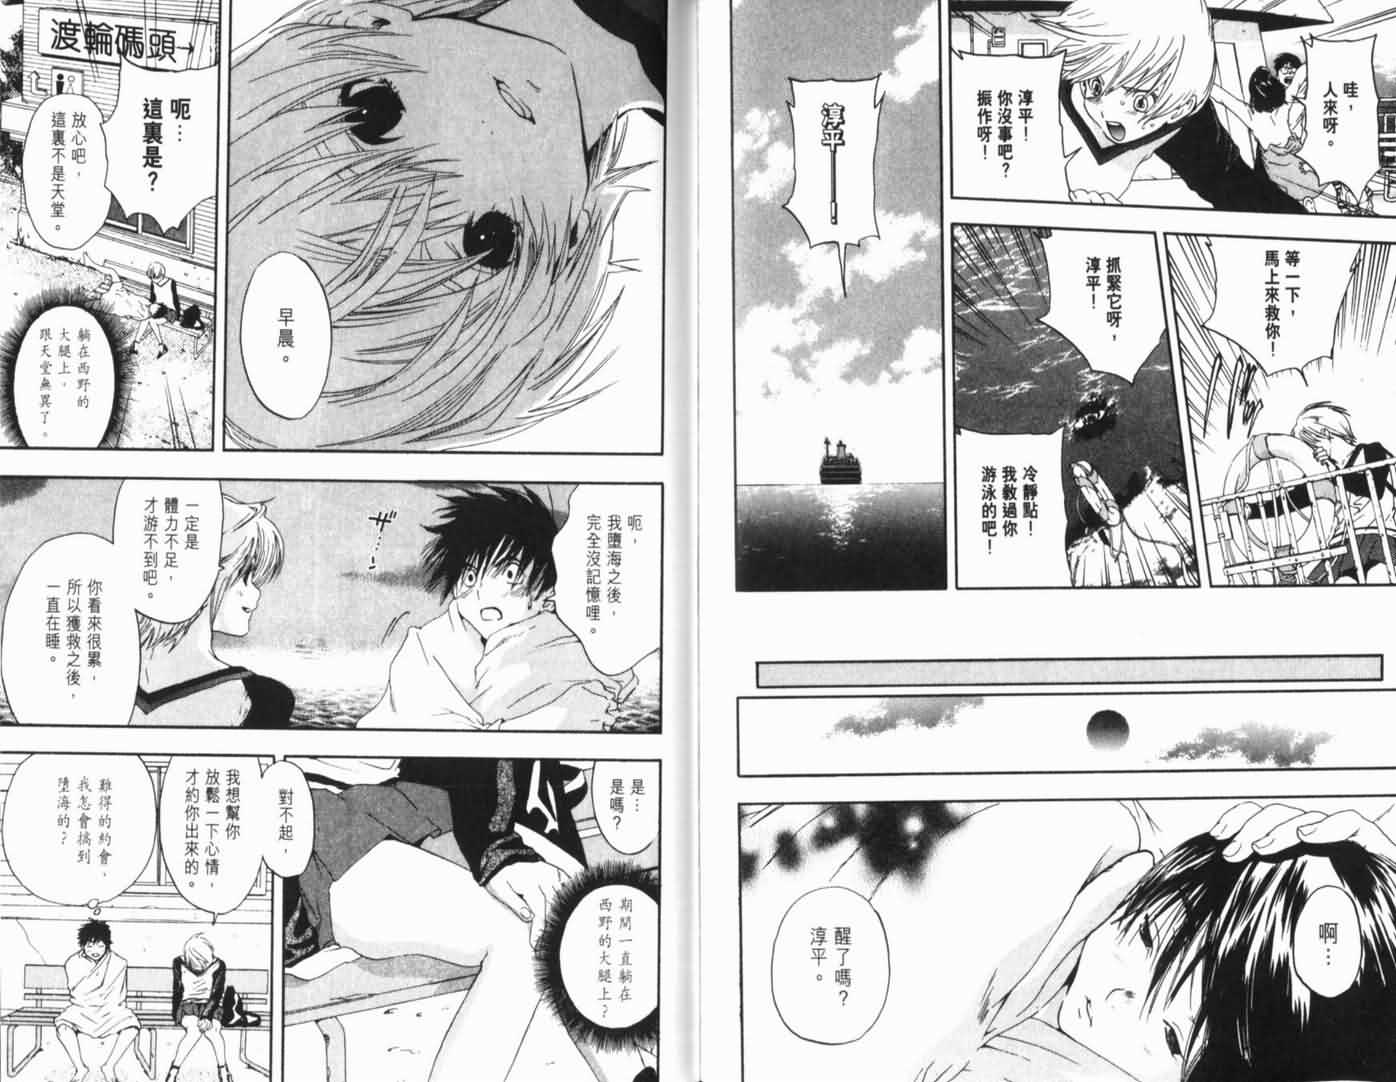 哇，
人來呀。
淳平！
你沒事吧？
振作呀！
等一下，
馬上來救你！
抓緊它呀，
淳平！
冷靜點！
我教過你
游泳的吧！
淳平——
啊…
醒了嗎？
淳平。
早晨。
渡輪碼頭→
呃…
這裏是？
放心吧，
這裏不是天堂。
躺在西野的
大腿上，
跟天堂無異了。
呃，
我墮海之後，
完全沒記憶哩。
ザッ…！
一定是
體力不足，
才游不到吧。
你看來很累，
所以獲救之後，
一直在睡。
是…
是嗎？
期間一直躺在
西野的大腿上？
對不起，
我想幫你
放鬆一下心情，
才約你出來的。
難得的約會，
我怎會搞到
墮海的？